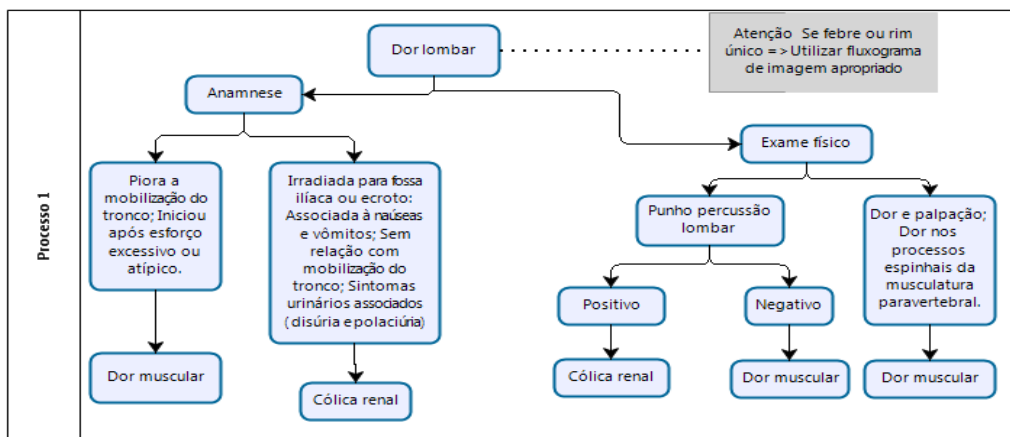 Processo 1
Dor lombar
Atenção Se febre ou rim
único => Utilizar fluxograma
de imagem apropriado
Anamnese
Exame físico
Piora a
mobilização do
tronco; Iniciou
após esforço
excessivo ou
atípico.
Irradiada para fossa
ilíaca ou ecroto:
Associada à naúseas
e vômitos; Sem
relação com
mobilização do
tronco; Sintomas
urinários associados
( disúria e polaciúria)
Punho percussão
lombar
Dor e palpação;
Dor nos
processos
espinhais da
musculatura
paravertebral.
Positivo
Negativo
Dor muscular
Cólica renal
Cólica renal
Dor muscular
Dor muscular